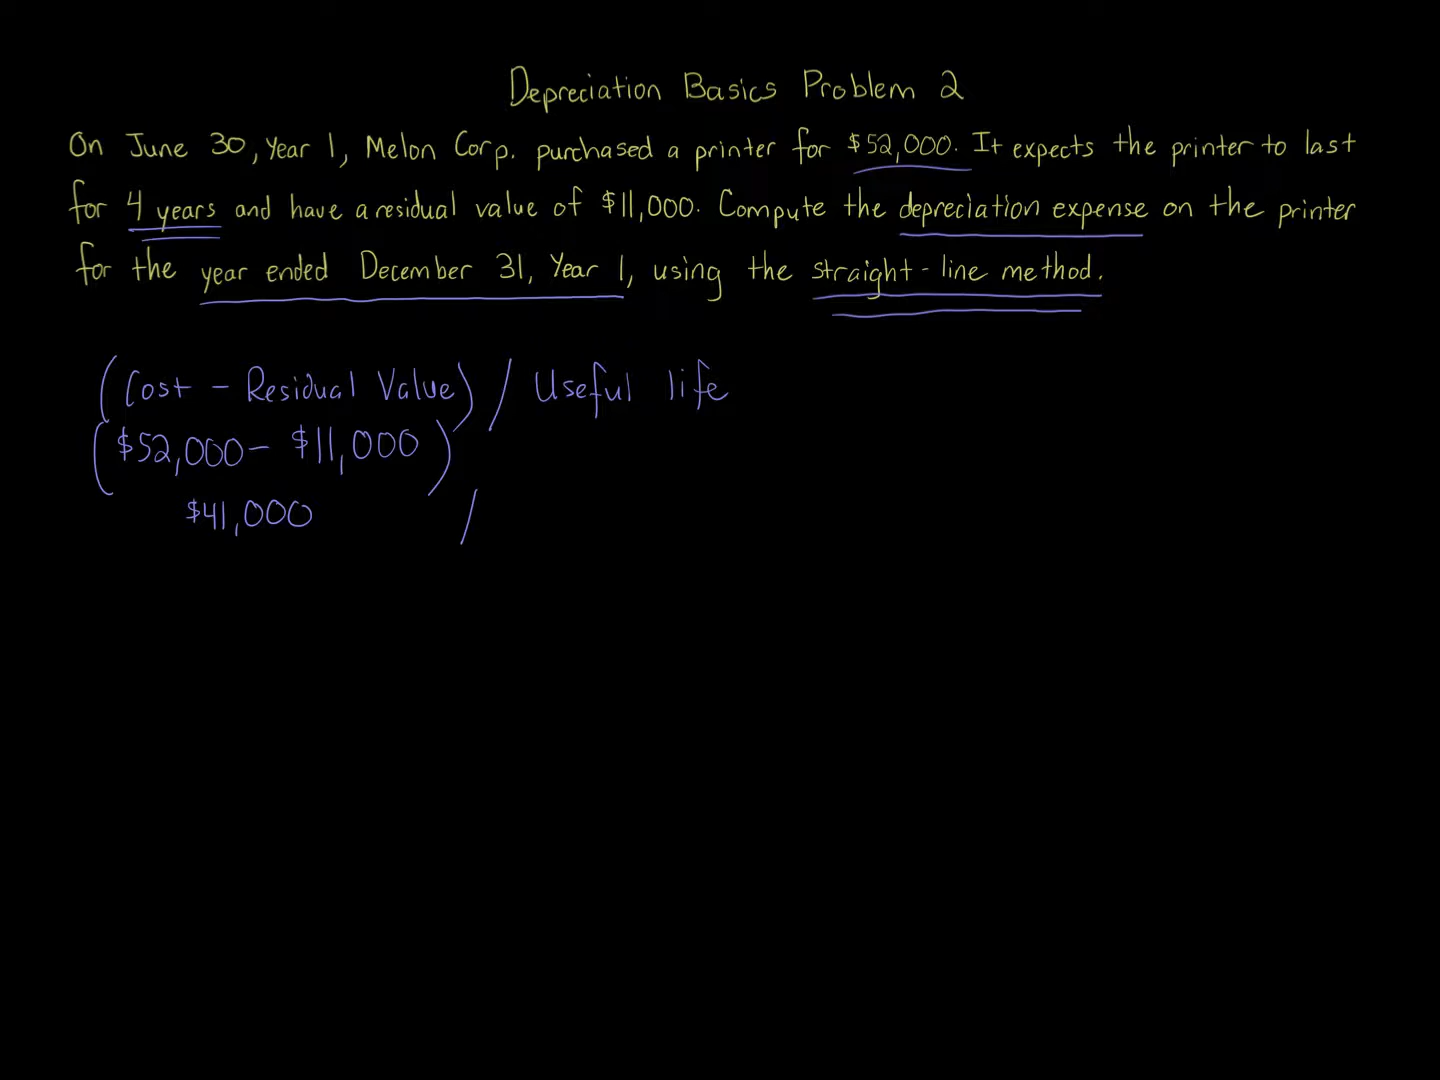 Depreciation Basics Problem 2
On June 30, Year 1, Melon Corp. purchased a printer for $52,000. It expects the printer to last
for 4 years and have a residual value of $11,000. Compute the depreciation expense on the printer
for the year ended December 31, Year 1, using the straight-line method.
(Cost - Residual Value) / Useful life
($52,000 - $11,000)
$41,000 /